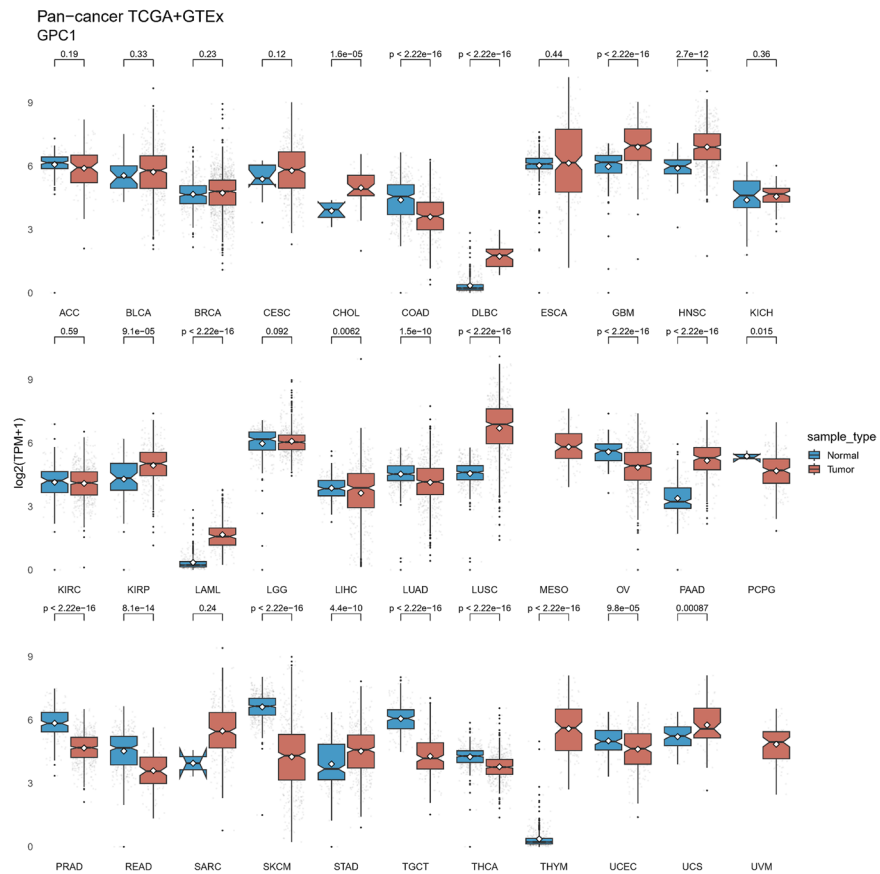 Pan-cancer TCGA+GTEx
GPC1
0.19 0.33 0.23 0.12 1.6e-05 p < 2.22e-16 p < 2.22e-16 0.44 p < 2.22e-16 2.7e-12 0.36
9
6
3
0
ACC BLCA BRCA CESC CHOL COAD DLBC ESCA GBM HNSC KICH
0.59 9.1e-05 p < 2.22e-16 0.092 0.0062 1.5e-10 p < 2.22e-16 p < 2.22e-16 p < 2.22e-16 0.015
9
6
3
0
log2(TPM+1)
KIRC KIRP LAML LGG LIHC LUAD LUSC MESO OV PAAD PCPG
p < 2.22e-16 8.1e-14 0.24 p < 2.22e-16 4.4e-10 p < 2.22e-16 p < 2.22e-16 p < 2.22e-16 9.8e-05 0.00087
9
6
3
0
PRAD READ SARC SKCM STAD TGCT THCA THYM UCEC UCS UVM
sample_type
Normal
Tumor